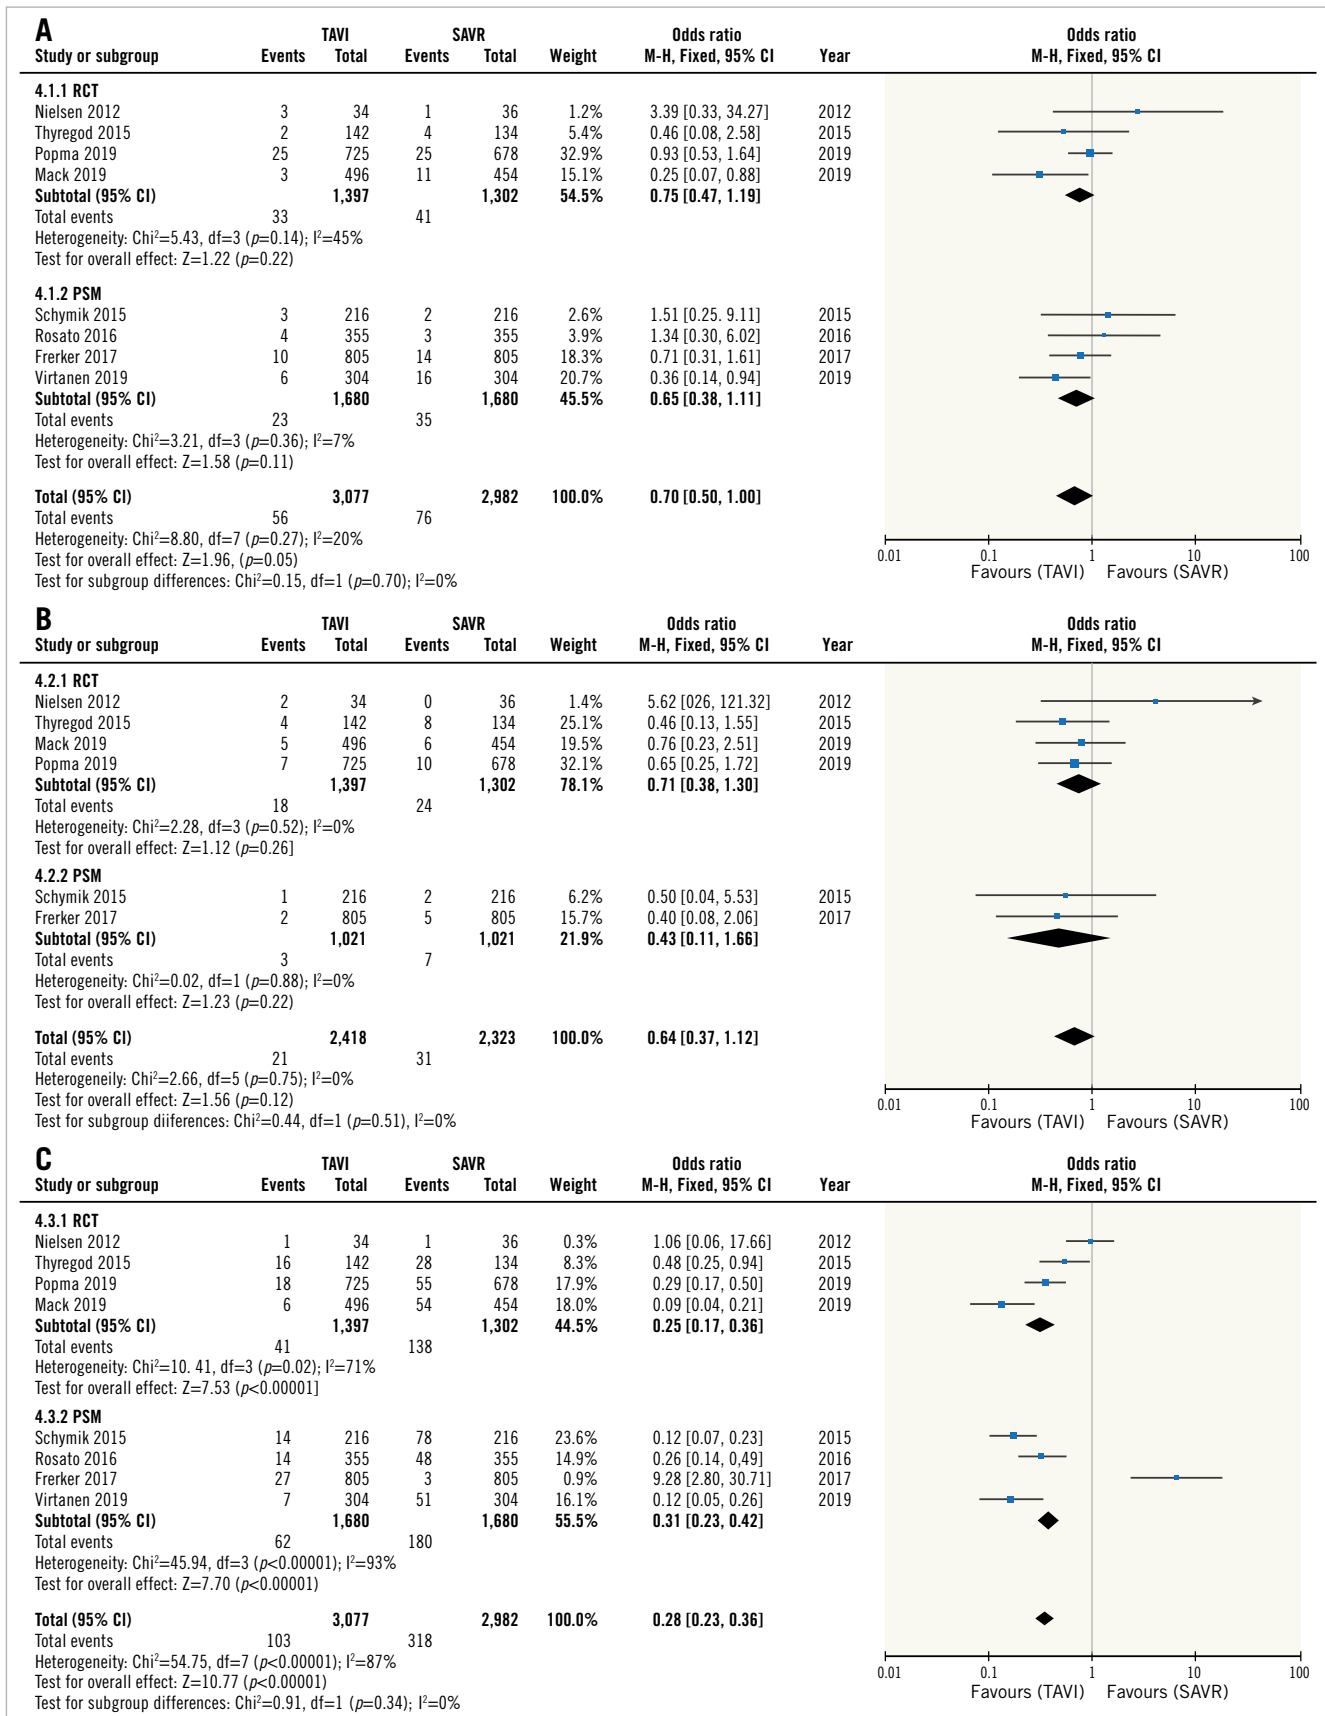 A
TAVI SAVR Odds ratio Odds ratio
Study or subgroup Events Total Events Total Weight M-H, Fixed, 95% CI Year M-H, Fixed, 95% CI
4.1.1 RCT
Nielsen 2012 3 34 1 36 1.2% 3.39 [0.33, 34.27] 2012
Thyregod 2015 2 142 4 134 5.4% 0.46 [0.08, 2.58] 2015
Popma 2019 25 725 25 678 32.9% 0.93 [0.53, 1.64] 2019
Mack 2019 3 496 11 454 15.1% 0.25 [0.07, 0.88] 2019
Subtotal (95% CI) 1,397 1,302 54.5% 0.75 [0.47, 1.19]
Total events 33 41
Heterogeneity: Chi²=5.43, df=3 (p=0.14); I²=45%
Test for overall effect: Z=1.22 (p=0.22)
4.1.2 PSM
Schymik 2015 3 216 2 216 2.6% 1.51 [0.25. 9.11] 2015
Rosato 2016 4 355 3 355 3.9% 1.34 [0.30, 6.02] 2016
Frerker 2017 10 805 14 805 18.3% 0.71 [0.31, 1.61] 2017
Virtanen 2019 6 304 16 304 20.7% 0.36 [0.14, 0.94] 2019
Subtotal (95% CI) 1,680 1,680 45.5% 0.65 [0.38, 1.11]
Total events 23 35
Heterogeneity: Chi²=3.21, df=3 (p=0.36); I²=7%
Test for overall effect: Z=1.58 (p=0.11)
Total (95% CI) 3,077 2,982 100.0% 0.70 [0.50, 1.00]
Total events 56 76
Heterogeneity: Chi²=8.80, df=7 (p=0.27); I²=20%
Test for overall effect: Z=1.96, (p=0.05)
Test for subgroup differences: Chi²=0.15, df=1 (p=0.70); I²=0%
0.01 0.1 1 10 100
Favours (TAVI) Favours (SAVR)
B
TAVI SAVR Odds ratio Odds ratio
Study or subgroup Events Total Events Total Weight M-H, Fixed, 95% CI Year M-H, Fixed, 95% CI
4.2.1 RCT
Nielsen 2012 2 34 0 36 1.4% 5.62 [026, 121.32] 2012
Thyregod 2015 4 142 8 134 25.1% 0.46 [0.13, 1.55] 2015
Mack 2019 5 496 6 454 19.5% 0.76 [0.23, 2.51] 2019
Popma 2019 7 725 10 678 32.1% 0.65 [0.25, 1.72] 2019
Subtotal (95% CI) 1,397 1,302 78.1% 0.71 [0.38, 1.30]
Total events 18 24
Heterogeneity: Chi²=2.28, df=3 (p=0.52); I²=0%
Test for overall effect: Z=1.12 (p=0.26]
4.2.2 PSM
Schymik 2015 1 216 2 216 6.2% 0.50 [0.04, 5.53] 2015
Frerker 2017 2 805 5 805 15.7% 0.40 [0.08, 2.06] 2017
Subtotal (95% CI) 1,021 1,021 21.9% 0.43 [0.11, 1.66]
Total events 3 7
Heterogeneity: Chi²=0.02, df=1 (p=0.88); I²=0%
Test for overall effect: Z=1.23 (p=0.22)
Total (95% CI) 2,418 2,323 100.0% 0.64 [0.37, 1.12]
Total events 21 31
Heterogeneily: Chi²=2.66, df=5 (p=0.75); I²=0%
Test for overall effect: Z=1.56 (p=0.12)
Test for subgroup diiferences: Chi²=0.44, df=1 (p=0.51), I²=0%
0.01 0.1 1 10 100
Favours (TAVI) Favours (SAVR)
C
TAVI SAVR Odds ratio Odds ratio
Study or subgroup Events Total Events Total Weight M-H, Fixed, 95% CI Year M-H, Fixed, 95% CI
4.3.1 RCT
Nielsen 2012 1 34 1 36 0.3% 1.06 [0.06, 17.66] 2012
Thyregod 2015 16 142 28 134 8.3% 0.48 [0.25, 0.94] 2015
Popma 2019 18 725 55 678 17.9% 0.29 [0.17, 0.50] 2019
Mack 2019 6 496 54 454 18.0% 0.09 [0.04, 0.21] 2019
Subtotal (95% CI) 1,397 1,302 44.5% 0.25 [0.17, 0.36]
Total events 41 138
Heterogeneity: Chi²=10. 41, df=3 (p=0.02); I²=71%
Test for overall effect: Z=7.53 (p<0.00001]
4.3.2 PSM
Schymik 2015 14 216 78 216 23.6% 0.12 [0.07, 0.23] 2015
Rosato 2016 14 355 48 355 14.9% 0.26 [0.14, 0,49] 2016
Frerker 2017 27 805 3 805 0.9% 9.28 [2.80, 30.71] 2017
Virtanen 2019 7 304 51 304 16.1% 0.12 [0.05, 0.26] 2019
Subtotal (95% CI) 1,680 1,680 55.5% 0.31 [0.23, 0.42]
Total events 62 180
Heterogeneity: Chi²=45.94, df=3 (p<0.00001); I²=93%
Test for overall effect: Z=7.70 (p<0.00001)
Total (95% CI) 3,077 2,982 100.0% 0.28 [0.23, 0.36]
Total events 103 318
Heterogeneity: Chi²=54.75, df=7 (p<0.00001); I²=87%
Test for overall effect: Z=10.77 (p<0.00001)
Test for subgroup differences: Chi²=0.91, df=1 (p=0.34); I²=0%
0.01 0.1 1 10 100
Favours (TAVI) Favours (SAVR)